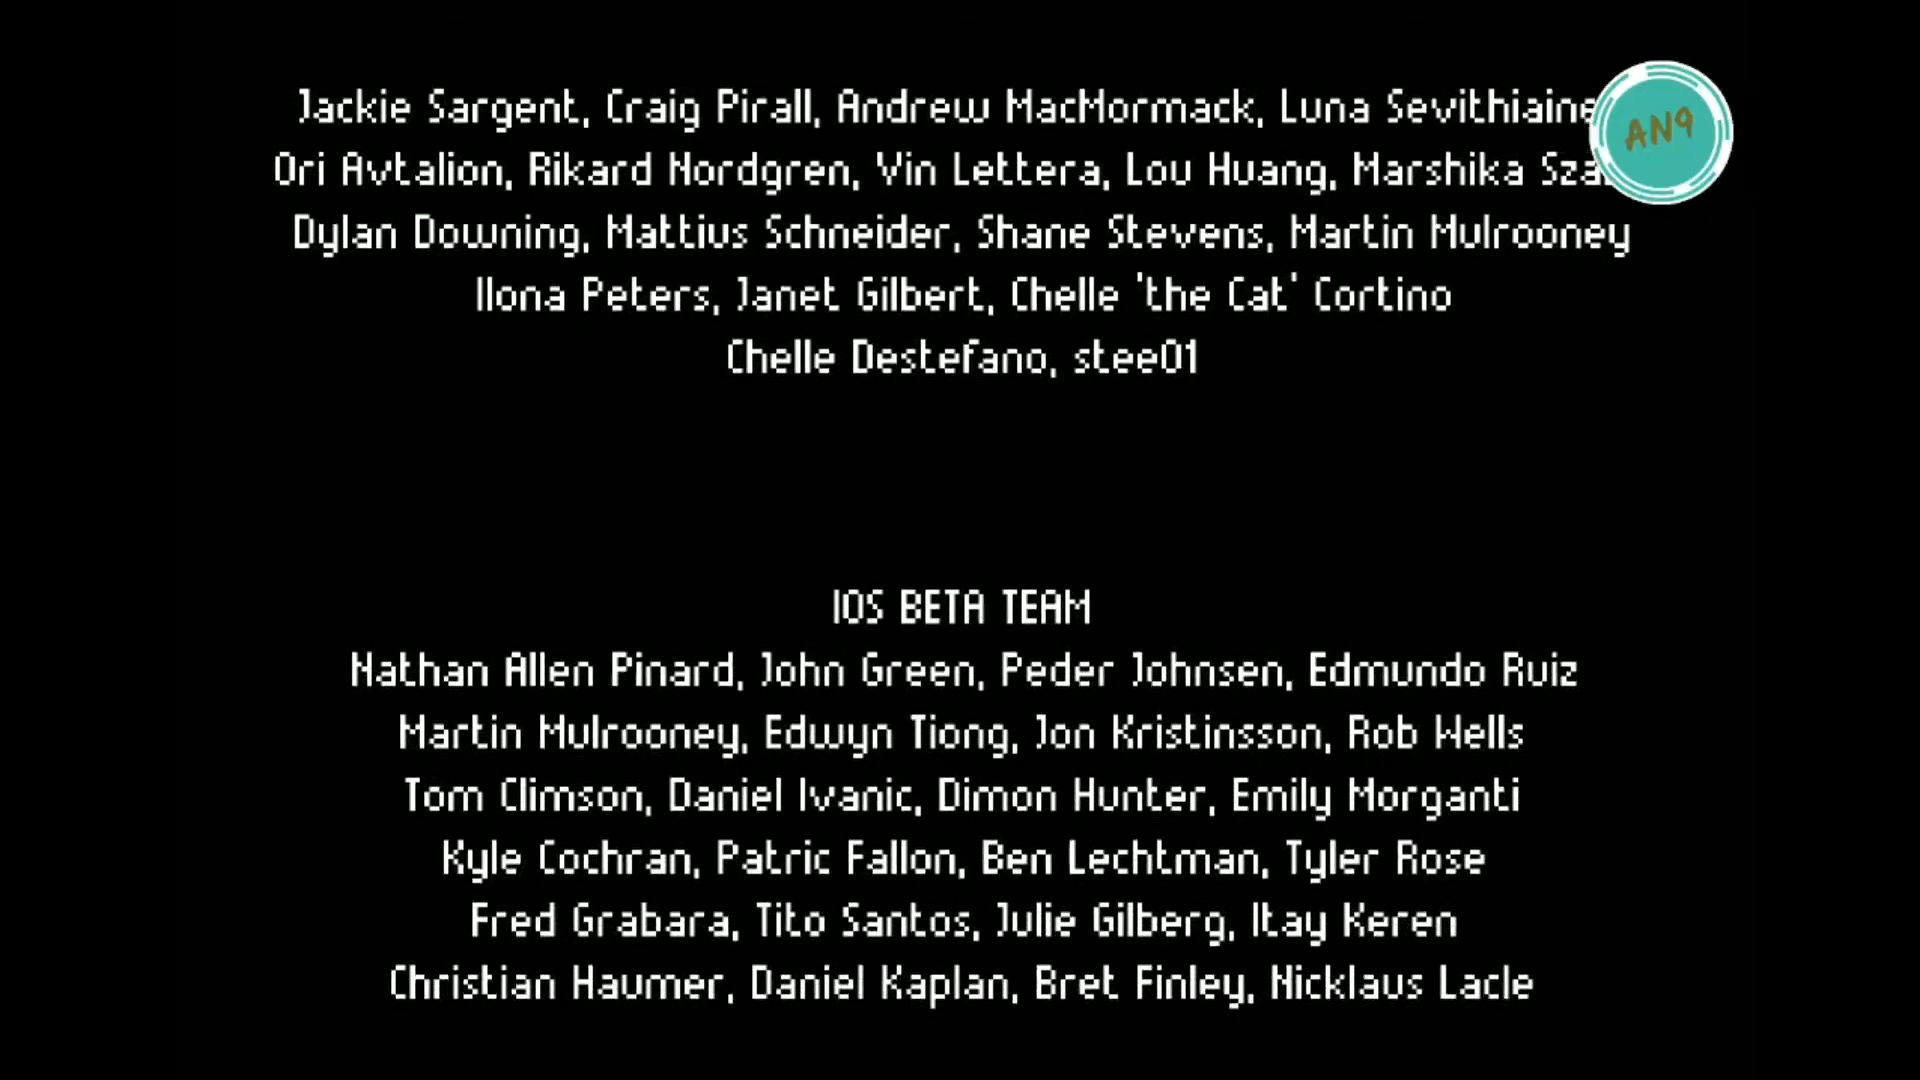 Jackie Sargent, Craig Pirall, Andrew MacMormack, Luna Sevithiaine
Ori Avtalion, Rikard Nordgren, Vin Lettera, Lou Huang, Marshika
Dylan Downing, Mattius Schneider, Shane Stevens, Martin Mulrooney
Ilona Peters, Janet Gilbert, Chelle 'the Cat' Cortino
Chelle Destefano, stee01
AN9
IOS BETA TEAM
Nathan Allen Pinard, John Green, Peder Johnsen, Edmundo Ruiz
Martin Mulrooney, Edwyn Tiong, Jon Kristinsson, Rob Wells
Tom Climson, Daniel Ivanic, Dimon Hunter, Emily Morganti
Kyle Cochran, Patric Fallon, Ben Lechtman, Tyler Rose
Fred Grabara, Tito Santos, Julie Gilberg, Itay Keren
Christian Haumer, Daniel Kaplan, Bret Finley, Nicklaus Lacle